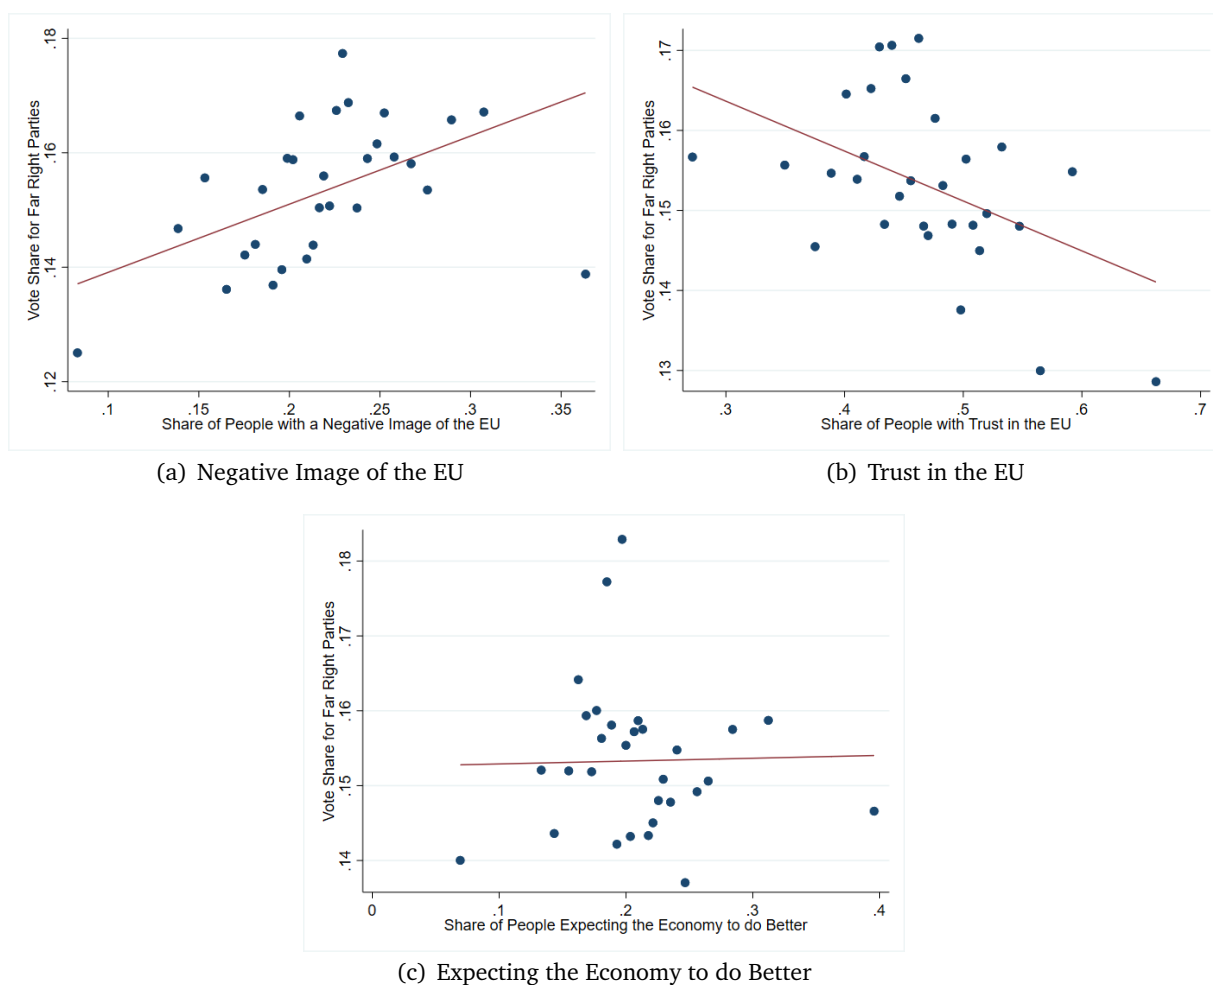 Vote Share for Far Right Parties
.18
.16
.14
.12
.1 .15 .2 .25 .3 .35
Share of People with a Negative Image of the EU
(a) Negative Image of the EU
Vote Share for Far Right Parties
.17
.16
.15
.14
.13
.3 .4 .5 .6 .7
Share of People with Trust in the EU
(b) Trust in the EU
Vote Share for Far Right Parties
.18
.17
.16
.15
.14
0 .1 .2 .3 .4
Share of People Expecting the Economy to do Better
(c) Expecting the Economy to do Better